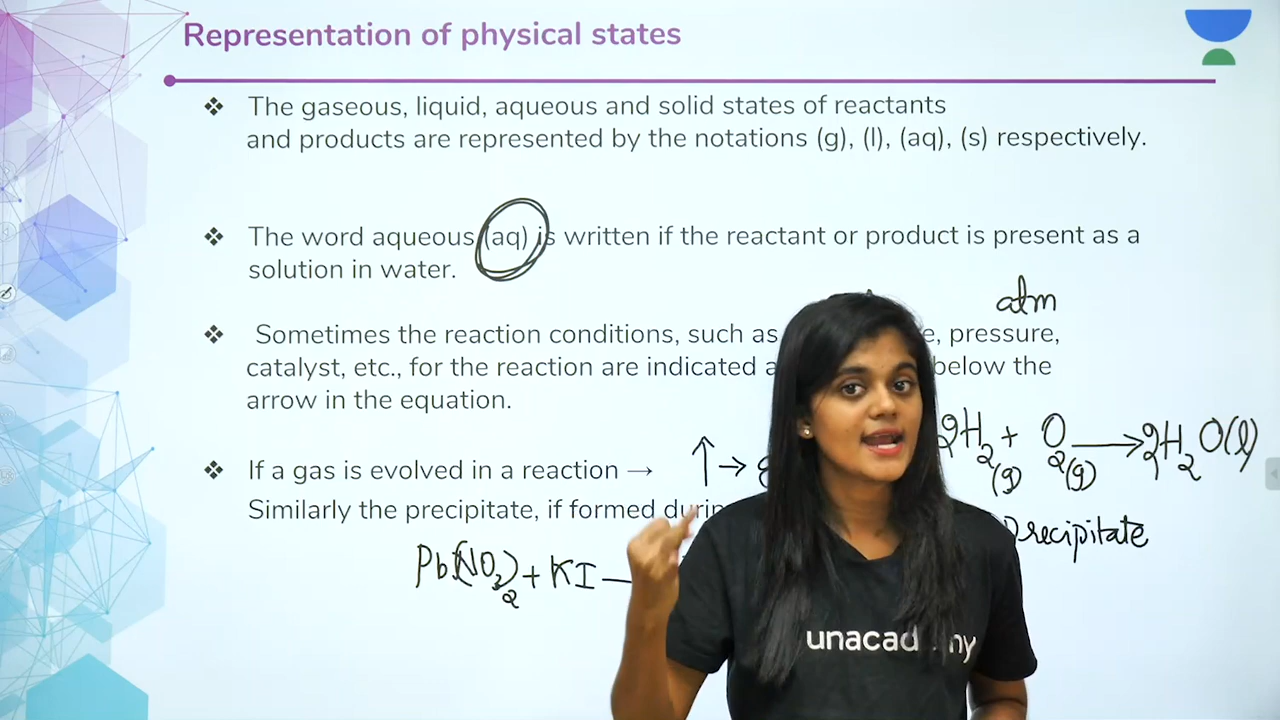 Representation of physical states
❖ The gaseous, liquid, aqueous and solid states of reactants
and products are represented by the notations (g), (l), (aq), (s) respectively.
❖ The word aqueous (aq) is written if the reactant or product is present as a
solution in water.
atm
❖ Sometimes the reaction conditions, such as pressure,
catalyst, etc., for the reaction are indicated below the
arrow in the equation.
2H₂(g) + O₂(g) → 2H₂O(l)
❖ If a gas is evolved in a reaction → ↑ →
Similarly the precipitate, if formed
Precipitate
Pb(NO₃)₂ + KI
unacademy